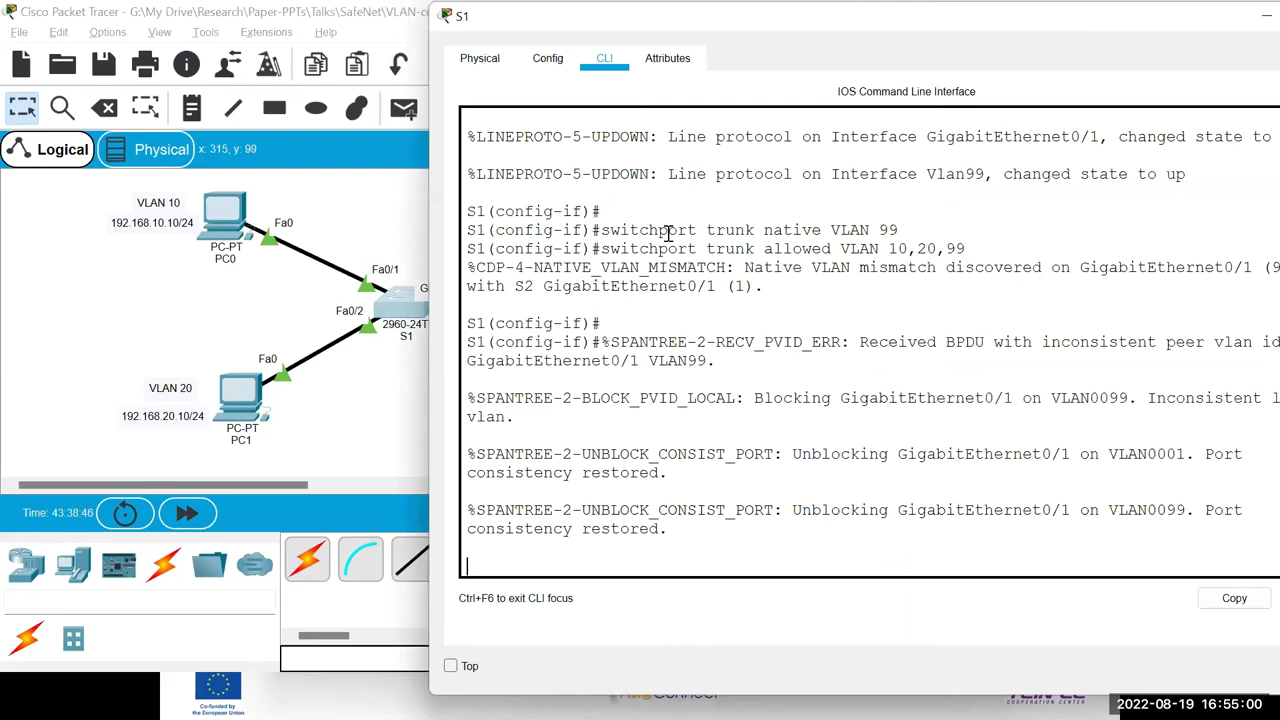 Cisco Packet Tracer - G:\My Drive\Research\Paper-PPTs\Talks\SafeNet\VLAN-co
File Edit Options View Tools Extensions Help
Logical Physical x: 315, y: 99
VLAN 10
192.168.10.10/24
Fa0
PC-PT
PC0
Fa0/1
G
Fa0/2
2960-24T
S1
Fa0
VLAN 20
192.168.20.10/24
PC-PT
PC1
Time: 43:38:46
S1
Physical Config CLI Attributes
IOS Command Line Interface
%LINEPROTO-5-UPDOWN: Line protocol on Interface GigabitEthernet0/1, changed state to
%LINEPROTO-5-UPDOWN: Line protocol on Interface Vlan99, changed state to up
S1(config-if)#
S1(config-if)#switchport trunk native VLAN 99
S1(config-if)#switchport trunk allowed VLAN 10,20,99
%CDP-4-NATIVE_VLAN_MISMATCH: Native VLAN mismatch discovered on GigabitEthernet0/1 (9
with S2 GigabitEthernet0/1 (1).
S1(config-if)#
S1(config-if)#%SPANTREE-2-RECV_PVID_ERR: Received BPDU with inconsistent peer vlan id
GigabitEthernet0/1 VLAN99.
%SPANTREE-2-BLOCK_PVID_LOCAL: Blocking GigabitEthernet0/1 on VLAN0099. Inconsistent l
vlan.
%SPANTREE-2-UNBLOCK_CONSIST_PORT: Unblocking GigabitEthernet0/1 on VLAN0001. Port
consistency restored.
%SPANTREE-2-UNBLOCK_CONSIST_PORT: Unblocking GigabitEthernet0/1 on VLAN0099. Port
consistency restored.
Ctrl+F6 to exit CLI focus
Copy
Top
Co-funded by
the European Union
COOPERATION CENTER
2022-08-19 16:55:00